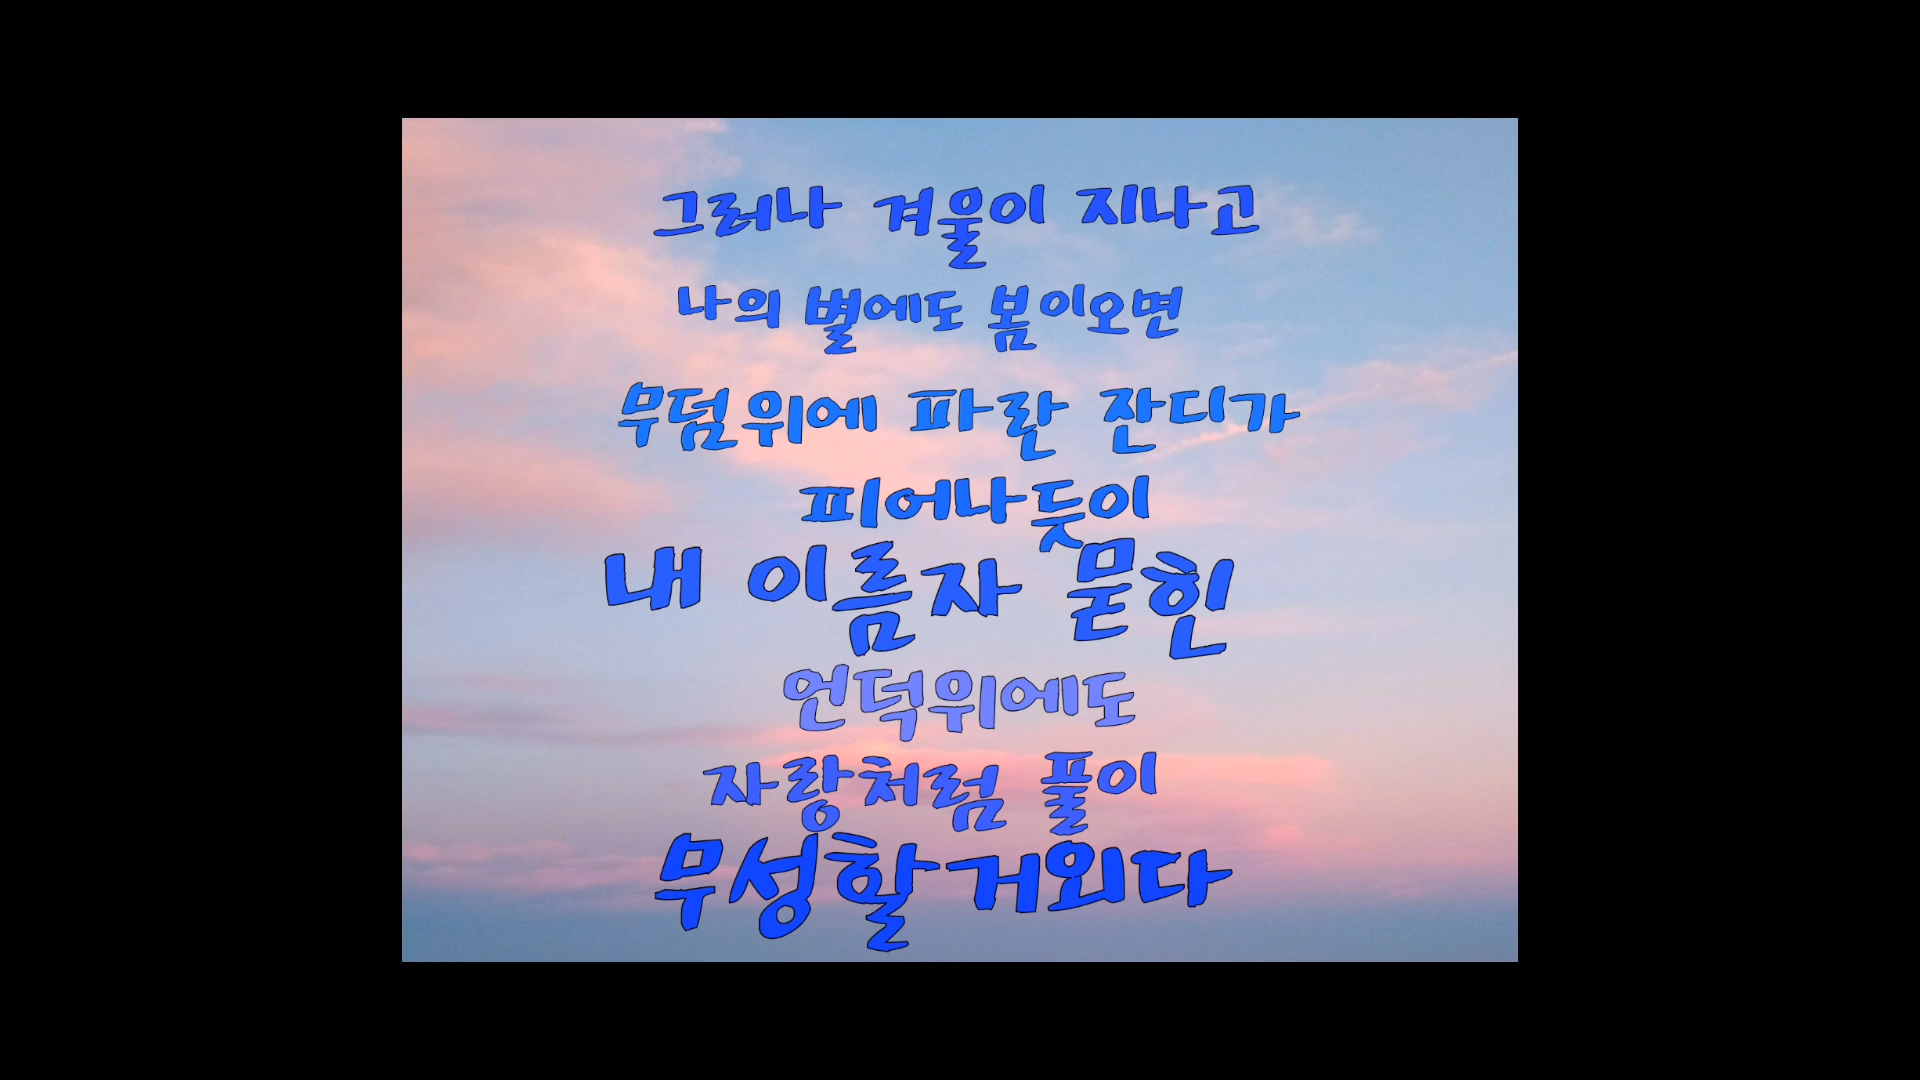 그러나 겨울이 지나고
나의 별에도 봄이오면
무덤위에 파란 잔디가
피어나듯이
내 이름자 묻힌
언덕위에도
자랑처럼 풀이
무성할거외다